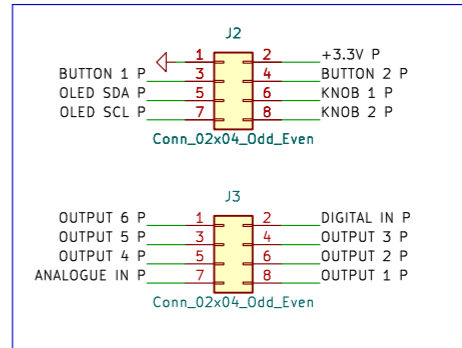 J2
1 2 +3.3V P
BUTTON 1 P 3 4 BUTTON 2 P
OLED SDA P 5 6 KNOB 1 P
OLED SCL P 7 8 KNOB 2 P
Conn_02x04_Odd_Even
J3
OUTPUT 6 P 1 2 DIGITAL IN P
OUTPUT 5 P 3 4 OUTPUT 3 P
OUTPUT 4 P 5 6 OUTPUT 2 P
ANALOGUE IN P 7 8 OUTPUT 1 P
Conn_02x04_Odd_Even